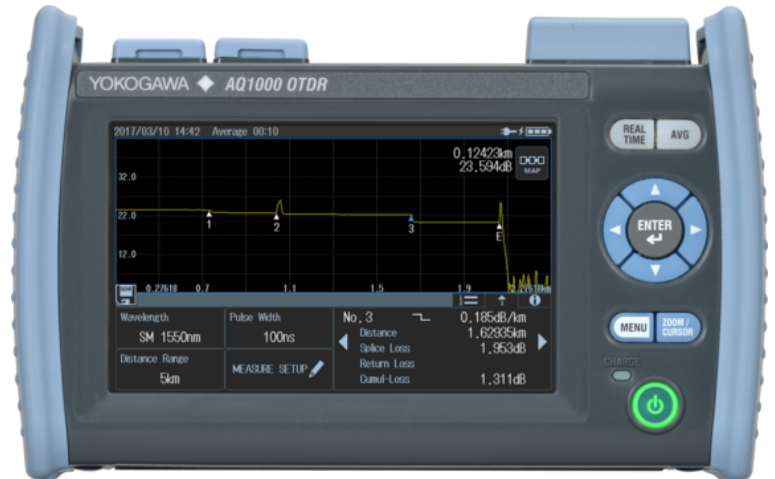 YOKOGAWA ◆ AQ1000 OTDR
2017/03/10 14:42 Average 00:10
0.12423km
23.594dB
MAP
32.0
22.0
12.0
1
2
3
E
0.27618 0.7 1.1 1.5 1.9 2.27618km
Wavelength
SM 1550nm
Pulse Width
100ns
Distance Range
5km
MEASURE SETUP
No. 3 0.185dB/km
Distance 1.62935km
Splice Loss 1.953dB
Return Loss
Cumul-Loss 1.311dB
REAL TIME
AVG
ENTER
MENU
ZOOM/
CURSOR
CHARGE